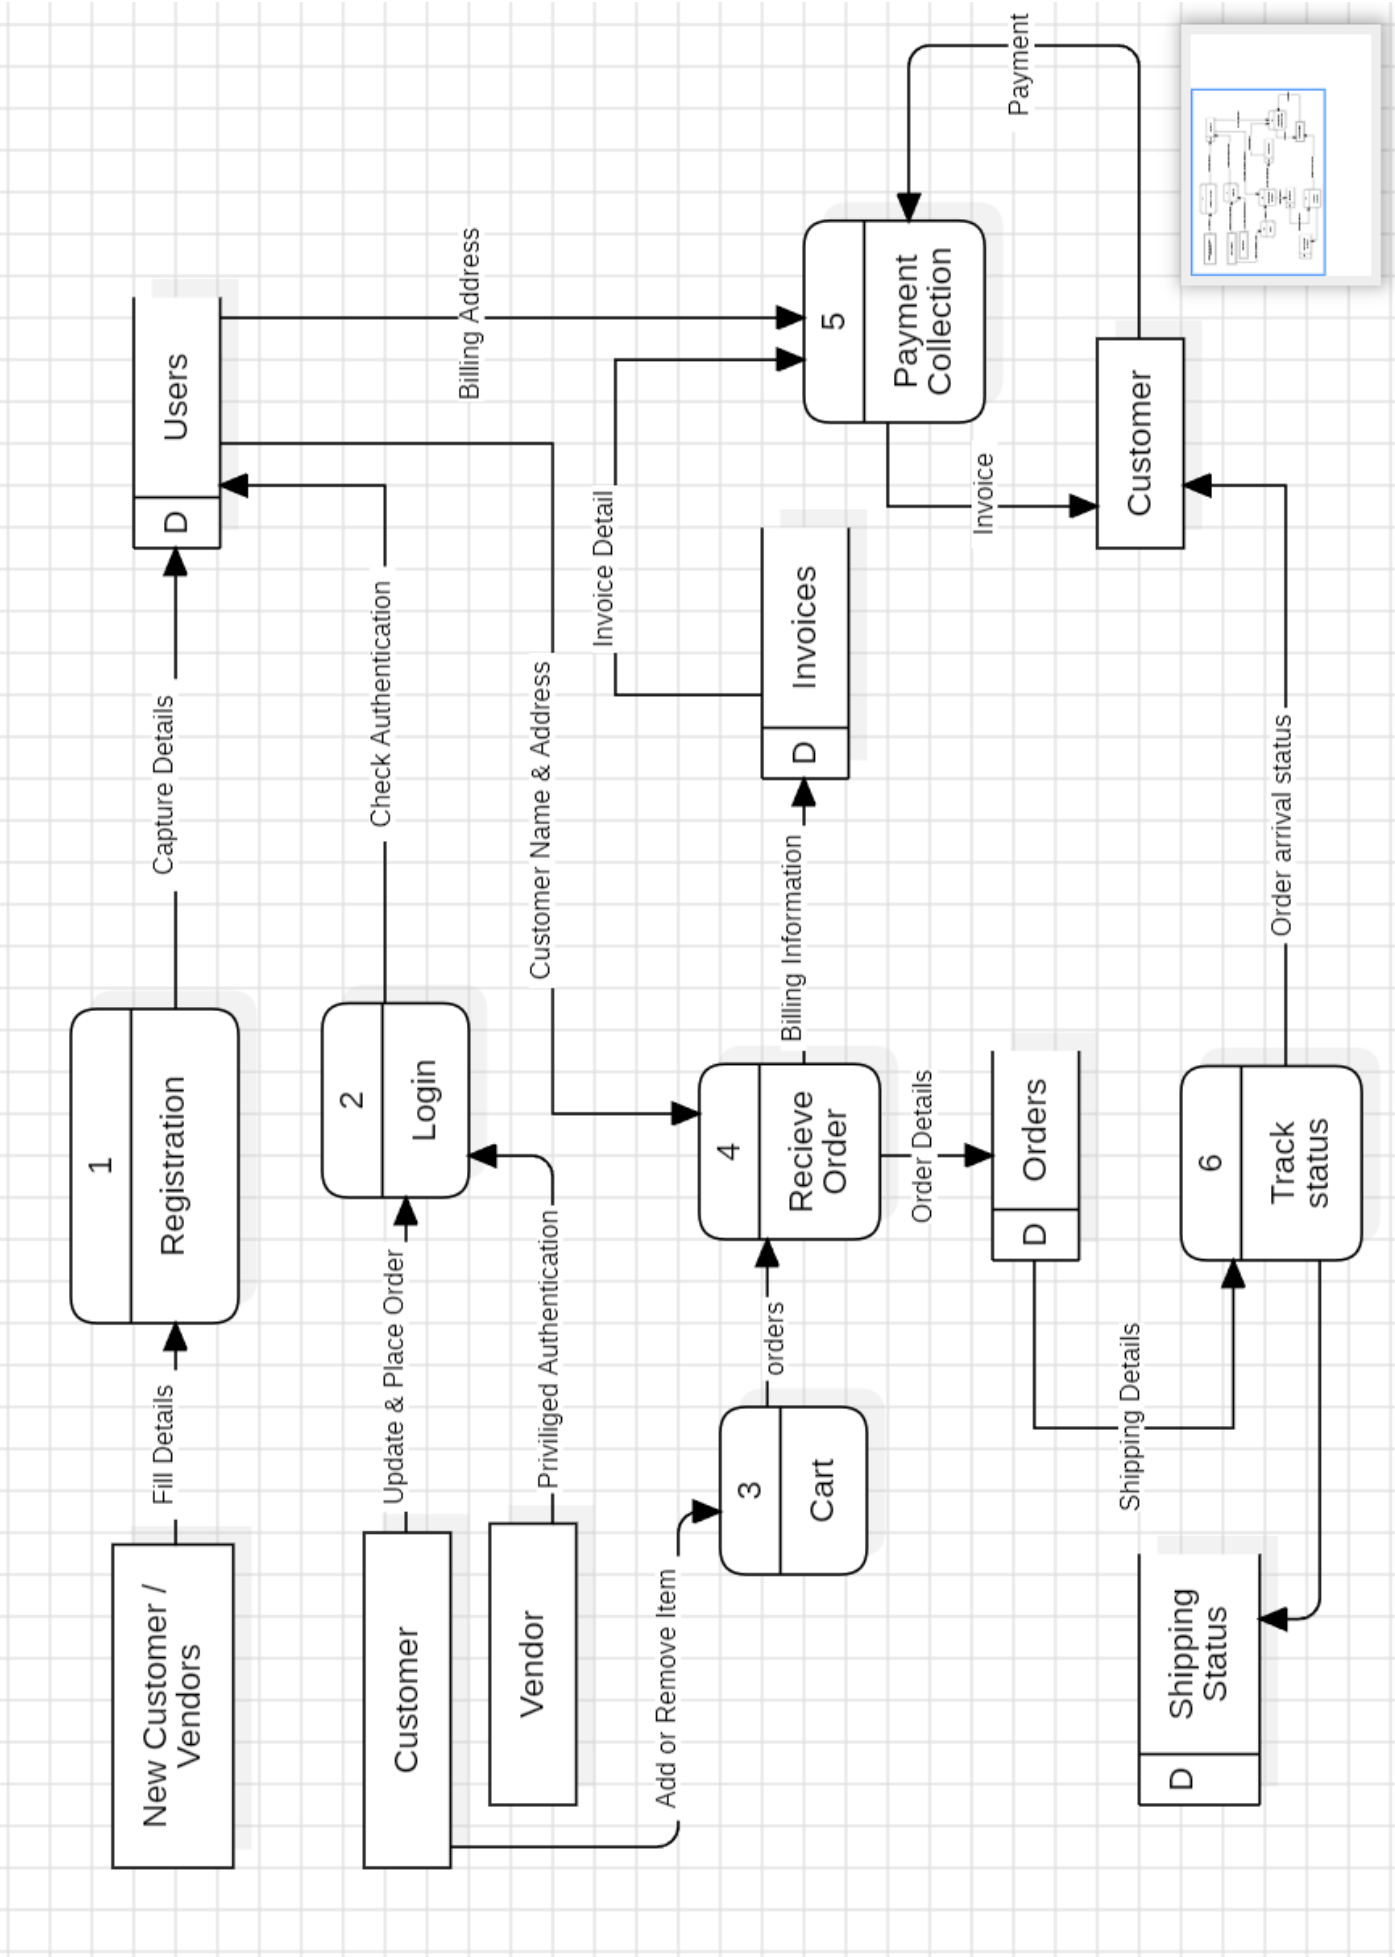 New Customer /
Vendors
Fill Details
1
Registration
Capture Details
D
Users
Customer
Update & Place Order
2
Login
Check Authentication
Vendor
Priviliged Authentication
Customer Name & Address
Billing Address
Add or Remove Item
3
Cart
orders
4
Recieve
Order
Billing Information
D
Invoices
Invoice Detail
5
Payment
Collection
Payment
Invoice
Customer
Order Details
D
Orders
Shipping Details
6
Track
status
Order arrival status
D
Shipping
Status